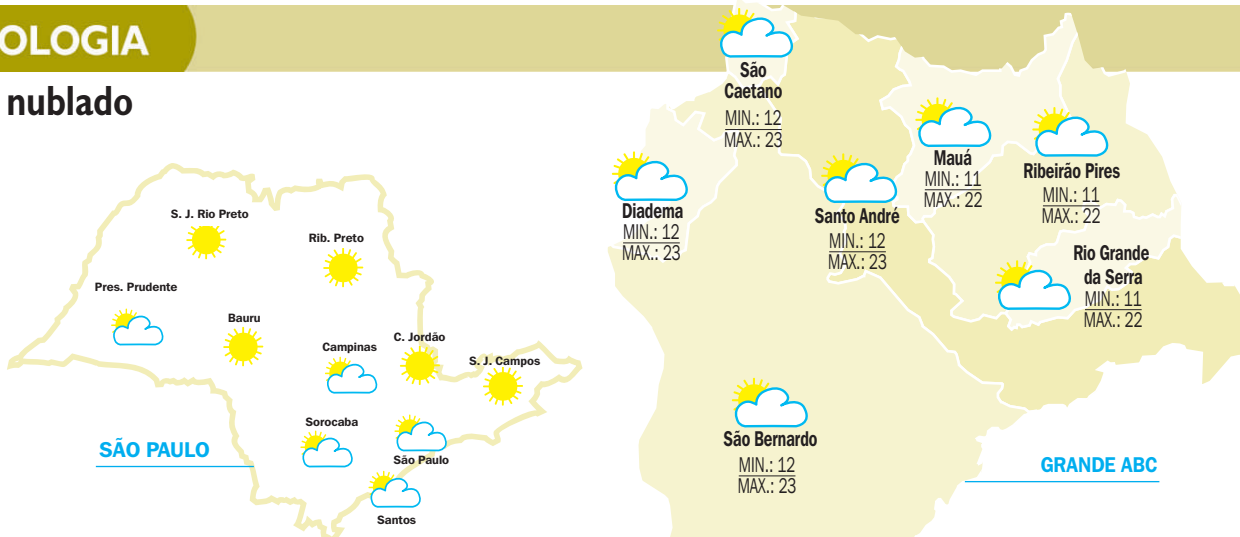 OLOGIA
nublado
S. J. Rio Preto
Rib. Preto
Pres. Prudente
Bauru
Campinas
C. Jordão
S. J. Campos
Sorocaba
São Paulo
Santos
SÃO PAULO
São
Caetano
MIN.: 12
MAX.: 23
Diadema
MIN.: 12
MAX.: 23
Santo André
MIN.: 12
MAX.: 23
Mauá
MIN.: 11
MAX.: 22
Ribeirão Pires
MIN.: 11
MAX.: 22
Rio Grande
da Serra
MIN.: 11
MAX.: 22
São Bernardo
MIN.: 12
MAX.: 23
GRANDE ABC